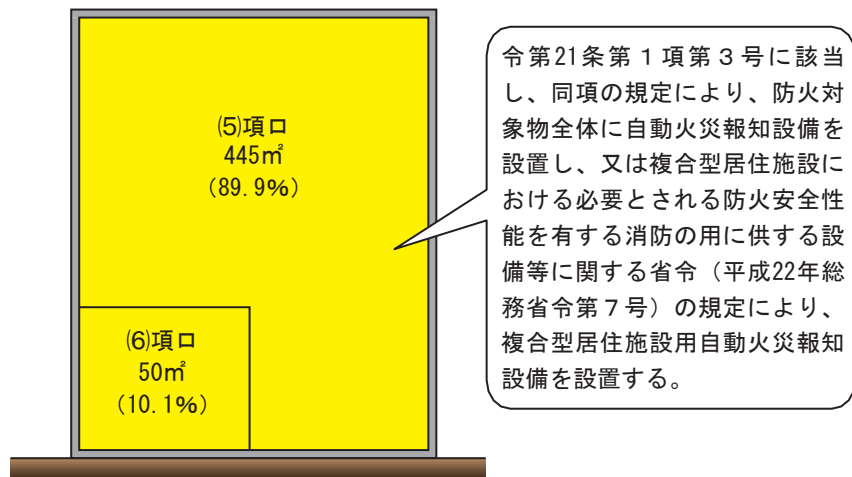 ⑸項ロ
445㎡
(89.9%)
⑹項ロ
50㎡
(10.1%)
令第21条第1項第3号に該当
し、同項の規定により、防火対
象物全体に自動火災報知設備を
設置し、又は複合型居住施設に
おける必要とされる防火安全性
能を有する消防の用に供する設
備等に関する省令（平成22年総
務省令第7号）の規定により、
複合型居住施設用自動火災報知
設備を設置する。